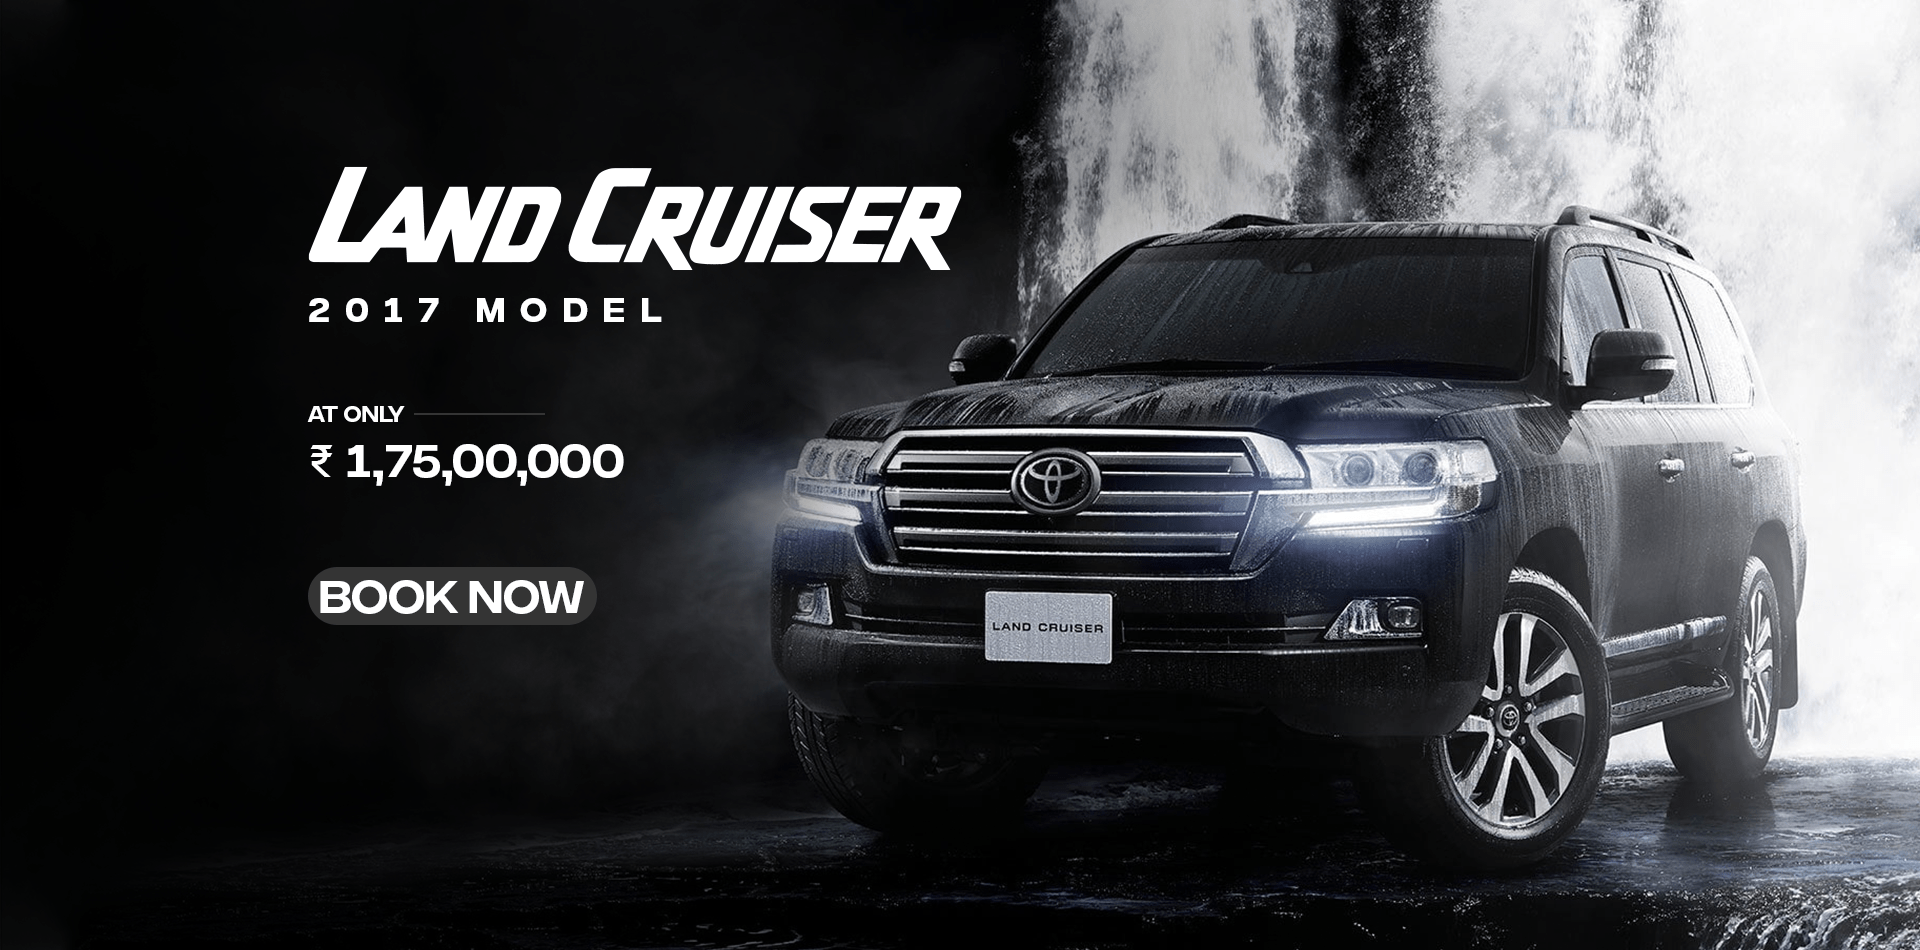 LAND CRUISER
2017 MODEL
AT ONLY
₹ 1,75,00,000
BOOK NOW
LAND CRUISER